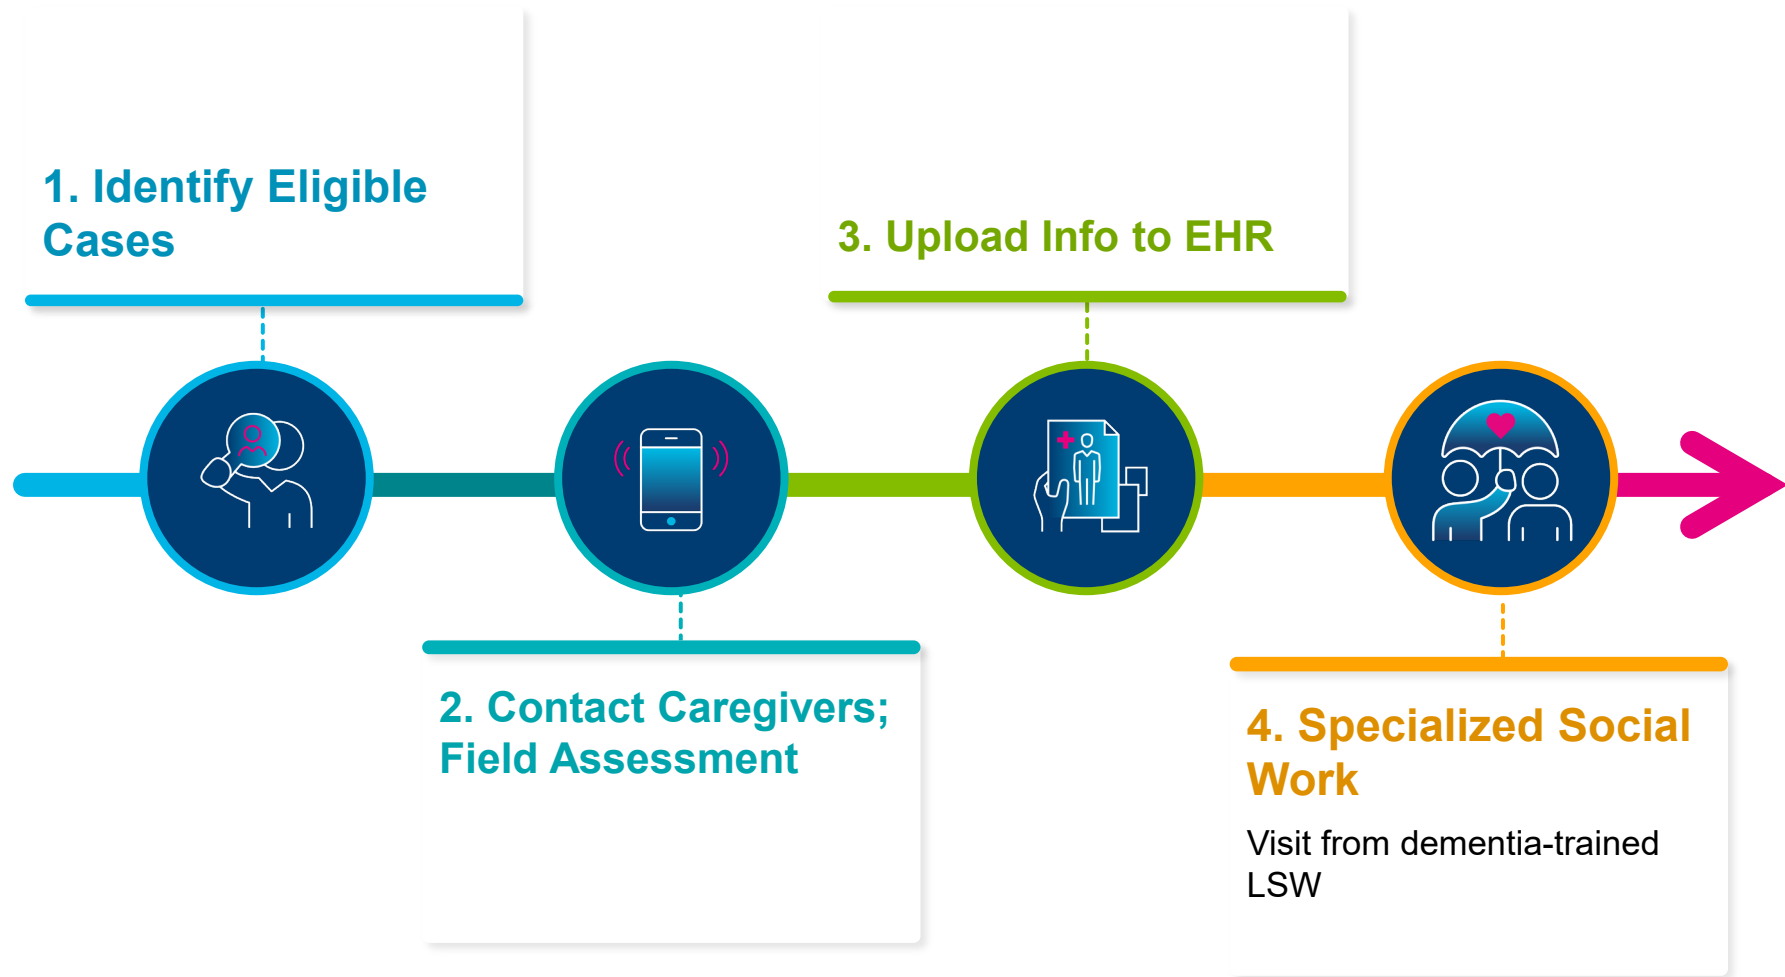 1. Identify Eligible
Cases
2. Contact Caregivers;
Field Assessment
3. Upload Info to EHR
4. Specialized Social
Work
Visit from dementia-trained
LSW